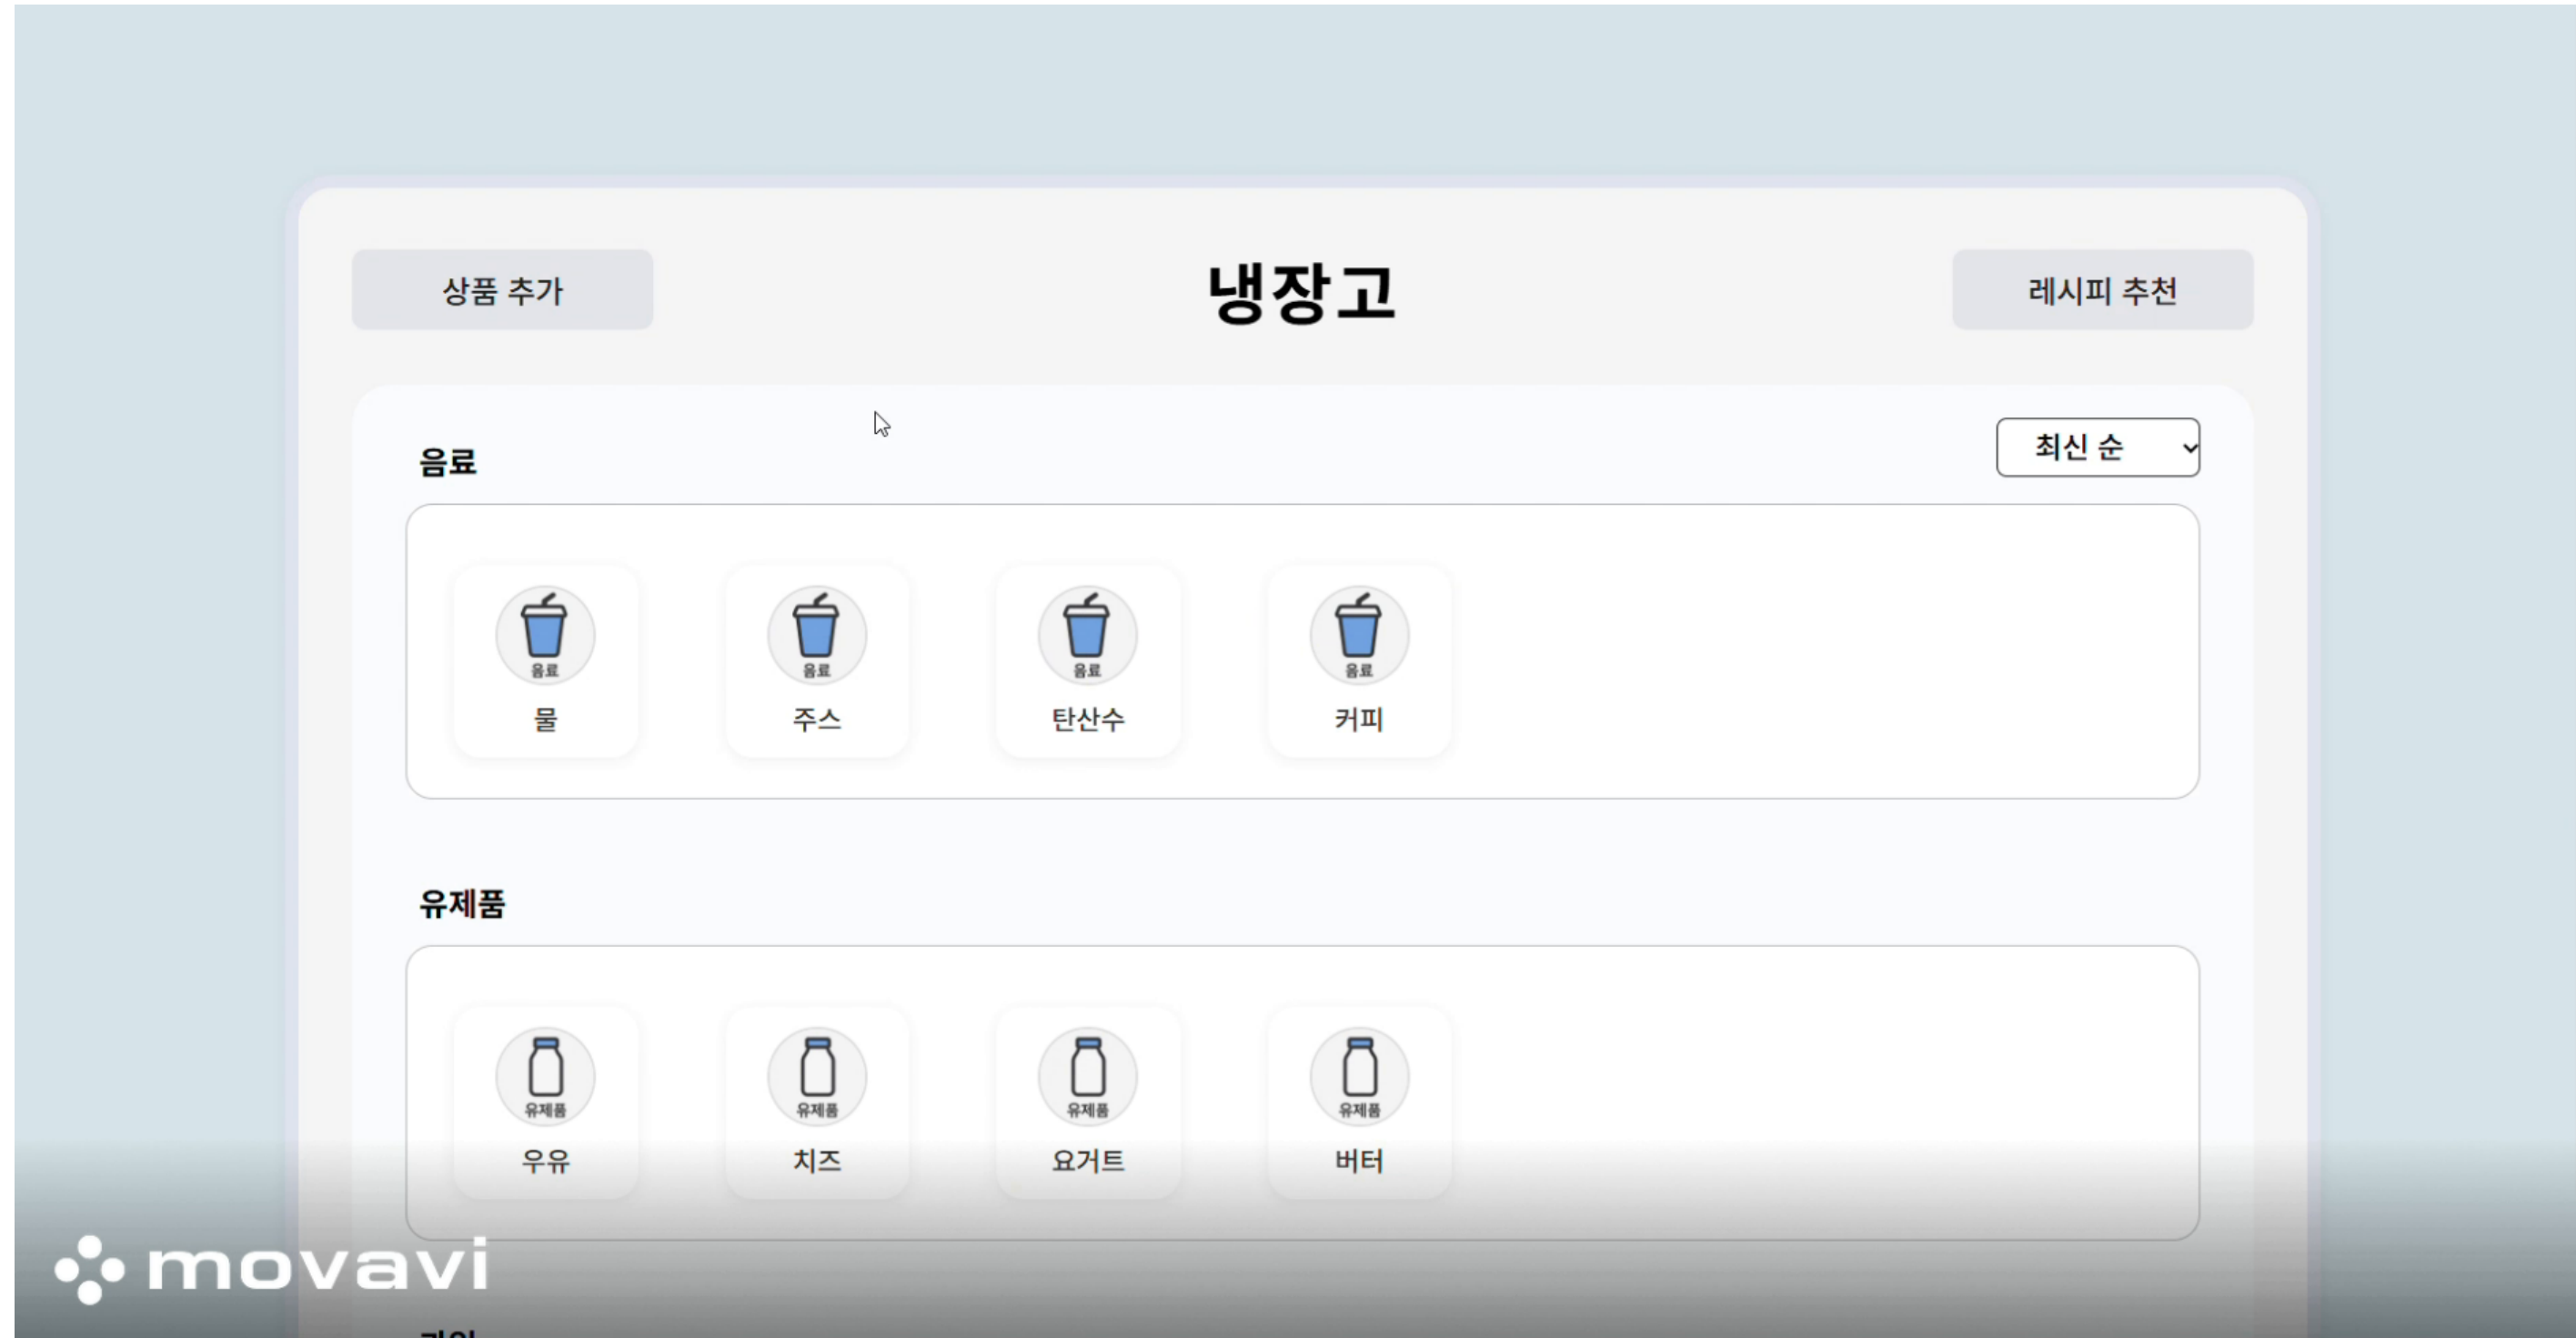 상품 추가
냉장고
레시피 추천
음료
최신 순
음료 음료 음료 음료
물 주스 탄산수 커피
유제품
유제품 유제품 유제품 유제품
우유 치즈 요거트 버터
movavi